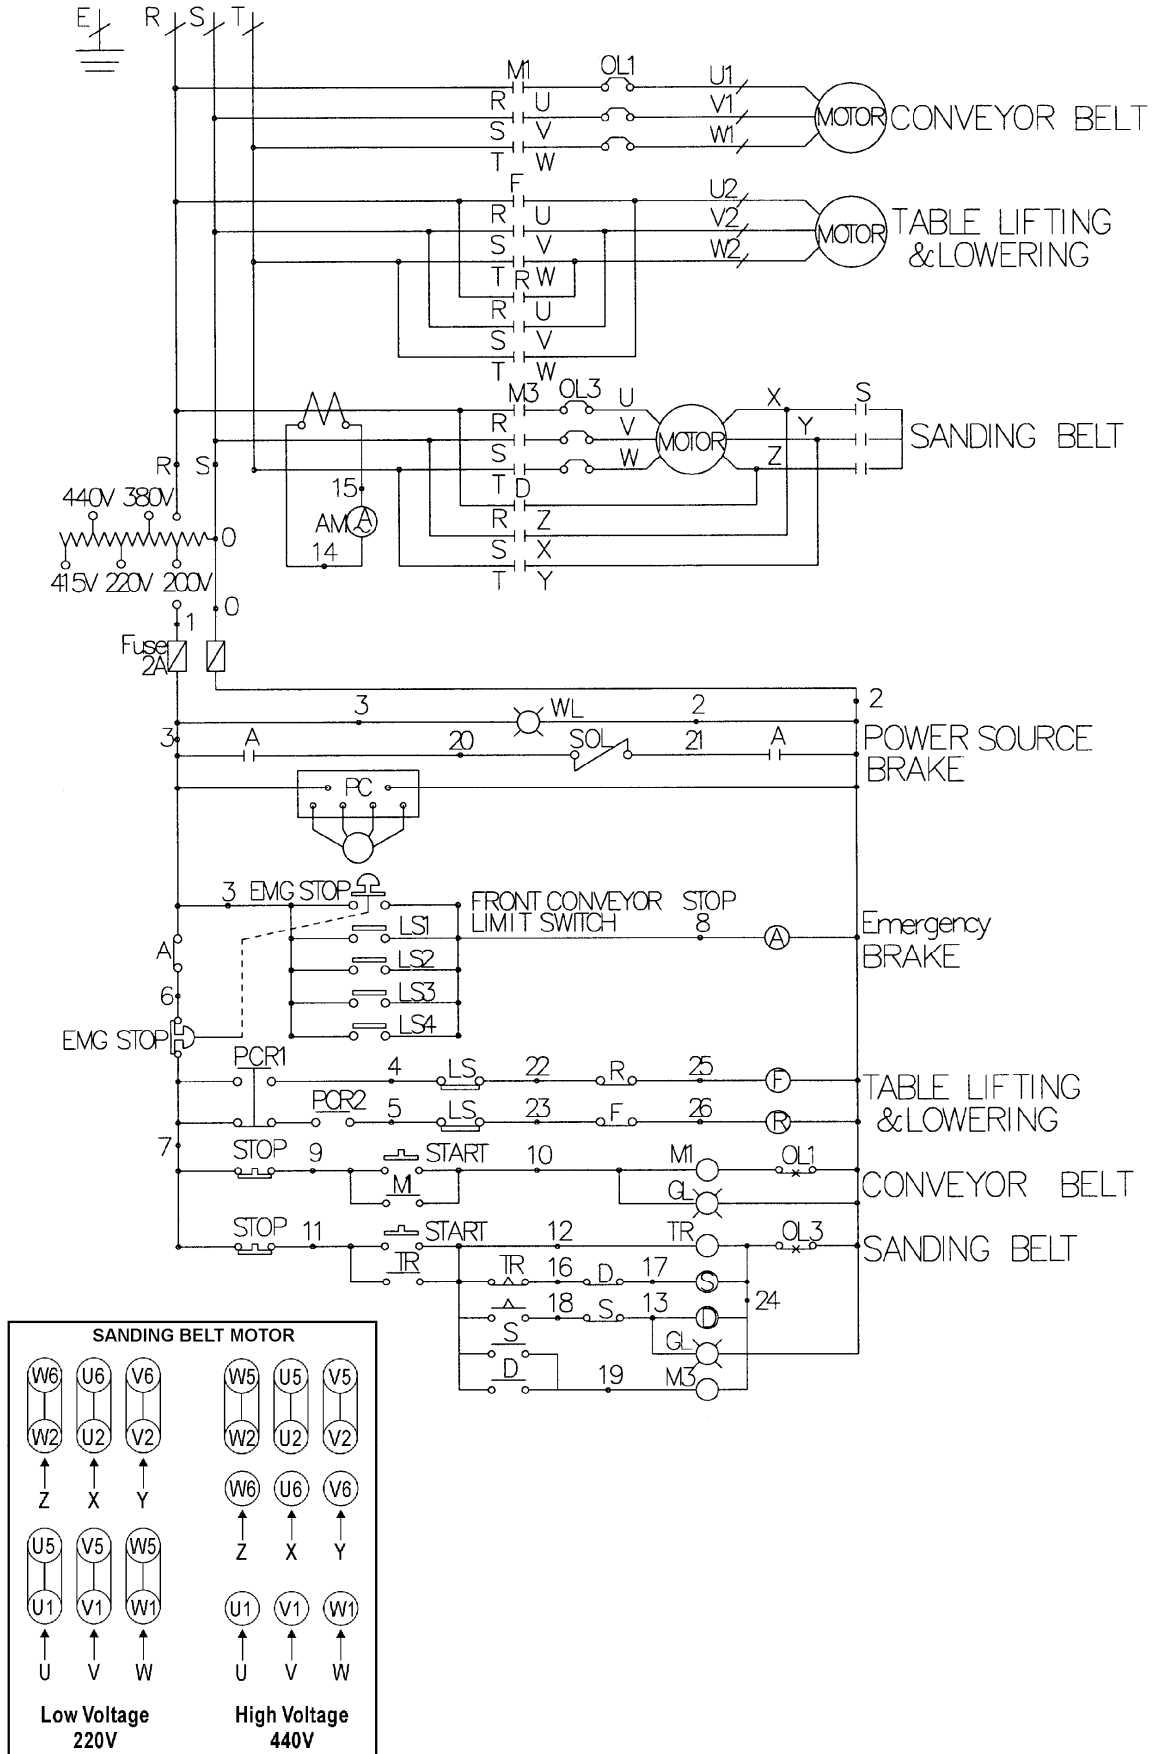 E R S T
M1 OL1 U1
R U V1 MOTOR CONVEYOR BELT
S V W1
T W
F U2
R U V2 MOTOR TABLE LIFTING
S V W2 &LOWERING
T R W
R U
S V
T W
M3 OL3 U X S
R V MOTOR Y SANDING BELT
S W Z
T D
R Z
S X
T Y
R S
15
440V 380V
AM A
O
14
415V 220V 200V
O
1
Fuse
2A
2
3 WL 2
3 A 20 SOL 21 A POWER SOURCE
BRAKE
PC
3 EMG STOP FRONT CONVEYOR STOP
LIMIT SWITCH 8
LS1 A Emergency
A LS2 BRAKE
6 LS3
EMG STOP LS4
PCR1 4 LS 22 R 25 F TABLE LIFTING
PCR2 5 LS 23 F 26 R &LOWERING
7
STOP 9 START 10 M1 OL1
M1 GL CONVEYOR BELT
STOP 11 START 12 TR OL3 SANDING BELT
TR TR 16 D 17 S
18 S 13 D 24
S GL
D 19 M3
SANDING BELT MOTOR
W6 U6 V6 W5 U5 V5
W2 U2 V2 W2 U2 V2
Z X Y W6 U6 V6
U5 V5 W5 Z X Y
U1 V1 W1 U1 V1 W1
U V W U V W
Low Voltage High Voltage
220V 440V